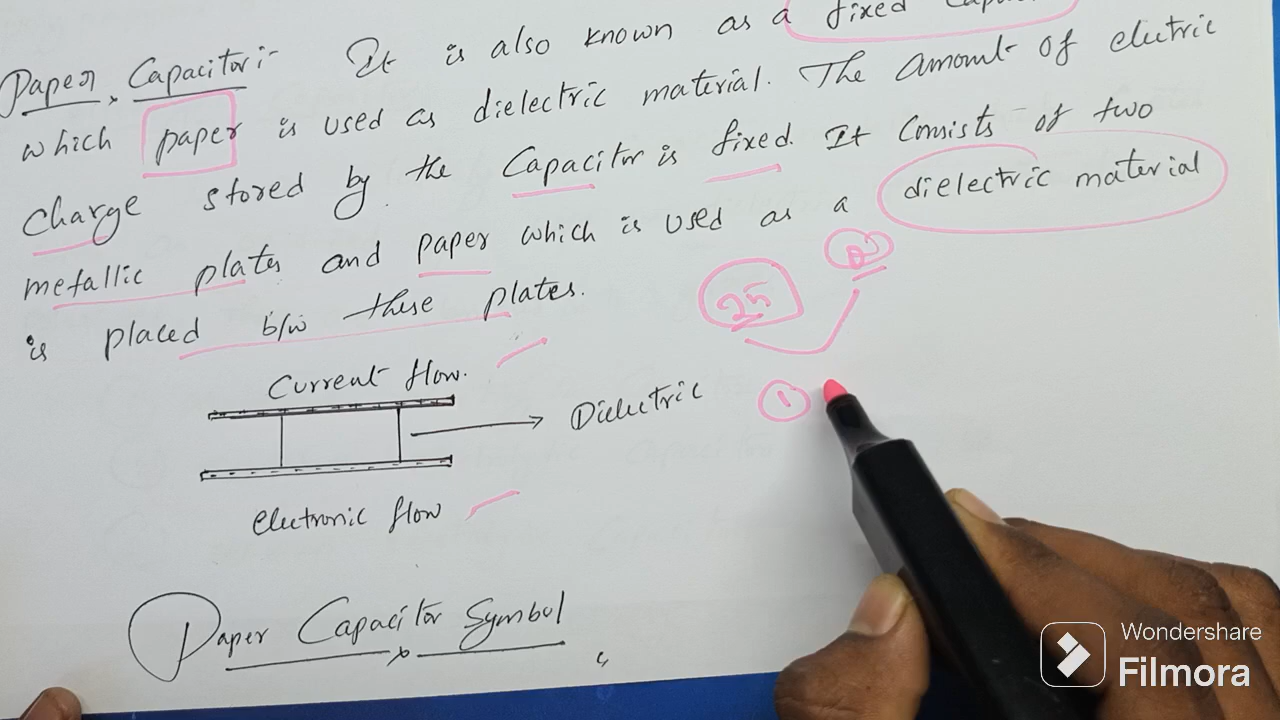 Paper Capacitor:- It is also known as a fixed Capac
which paper is used as dielectric material. The amount of electric
charge stored by the Capacitor is fixed. It Consists of two
metallic plates and paper which is used as a dielectric material
is placed b/w these plates.
25
Current flow.
Dielectric
1
electronic flow
Paper Capacitor Symbol
Wondershare
Filmora